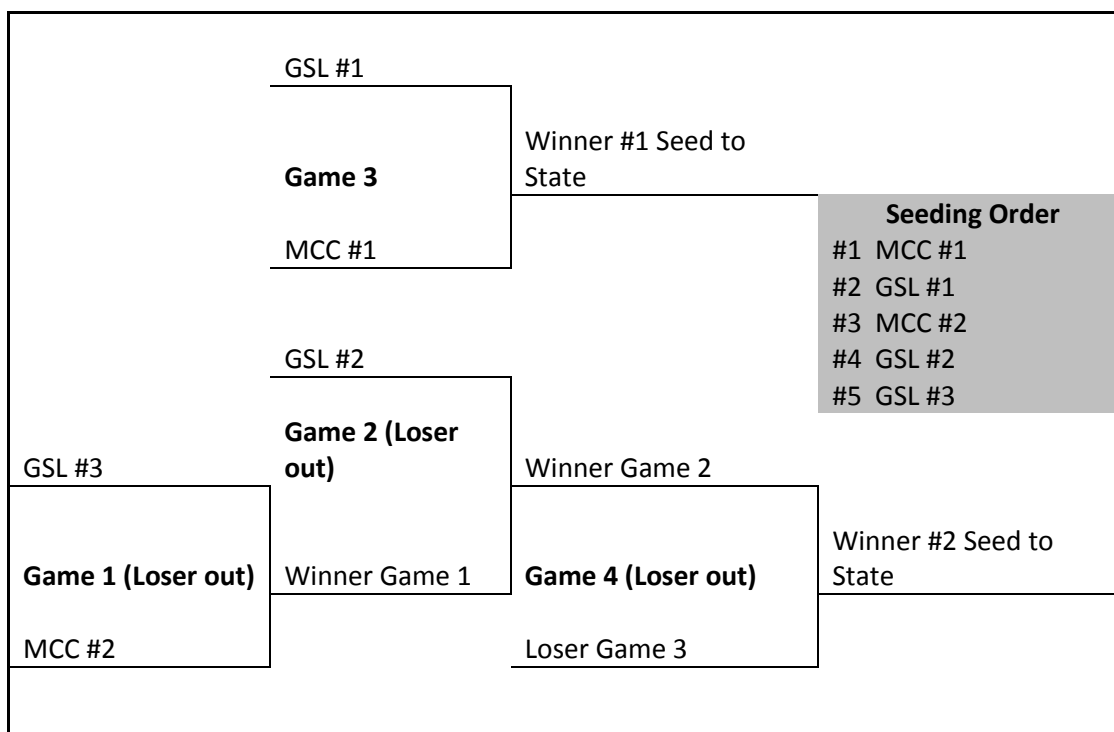 GSL #1
Winner #1 Seed to
State
Game 3
Seeding Order
MCC #1
#1 MCC #1
#2 GSL #1
#3 MCC #2
GSL #2
#4 GSL #2
#5 GSL #3
Game 2 (Loser
out)
GSL #3
Winner Game 2
Winner #2 Seed to
State
Game 1 (Loser out)
Winner Game 1
Game 4 (Loser out)
MCC #2
Loser Game 3